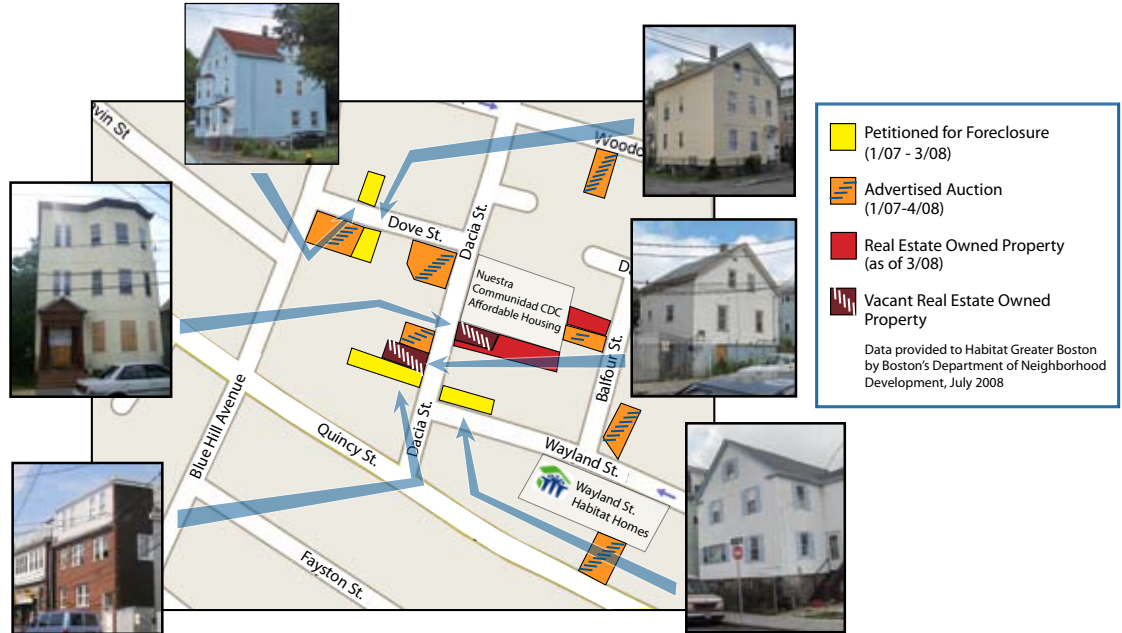 vin St
Woodc
Dove St.
Dacia St.
D
Nuestra
Communidad CDC
Affordable Housing
Balfour St.
Blue Hill Avenue
Dacia St.
Quincy St.
Wayland St.
Wayland St.
Habitat Homes
Fayston St.
Petitioned for Foreclosure
(1/07 - 3/08)
Advertised Auction
(1/07-4/08)
Real Estate Owned Property
(as of 3/08)
Vacant Real Estate Owned
Property
Data provided to Habitat Greater Boston
by Boston's Department of Neighborhood
Development, July 2008